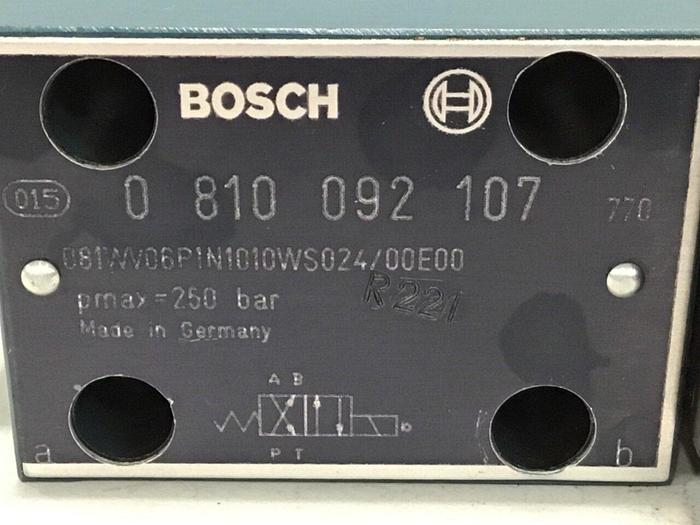 BOSCH
015 0 810 092 107 770
081WV06P1N1010WS024/00E00
pmax=250 bar R221
Made in Germany
A B
a P T b